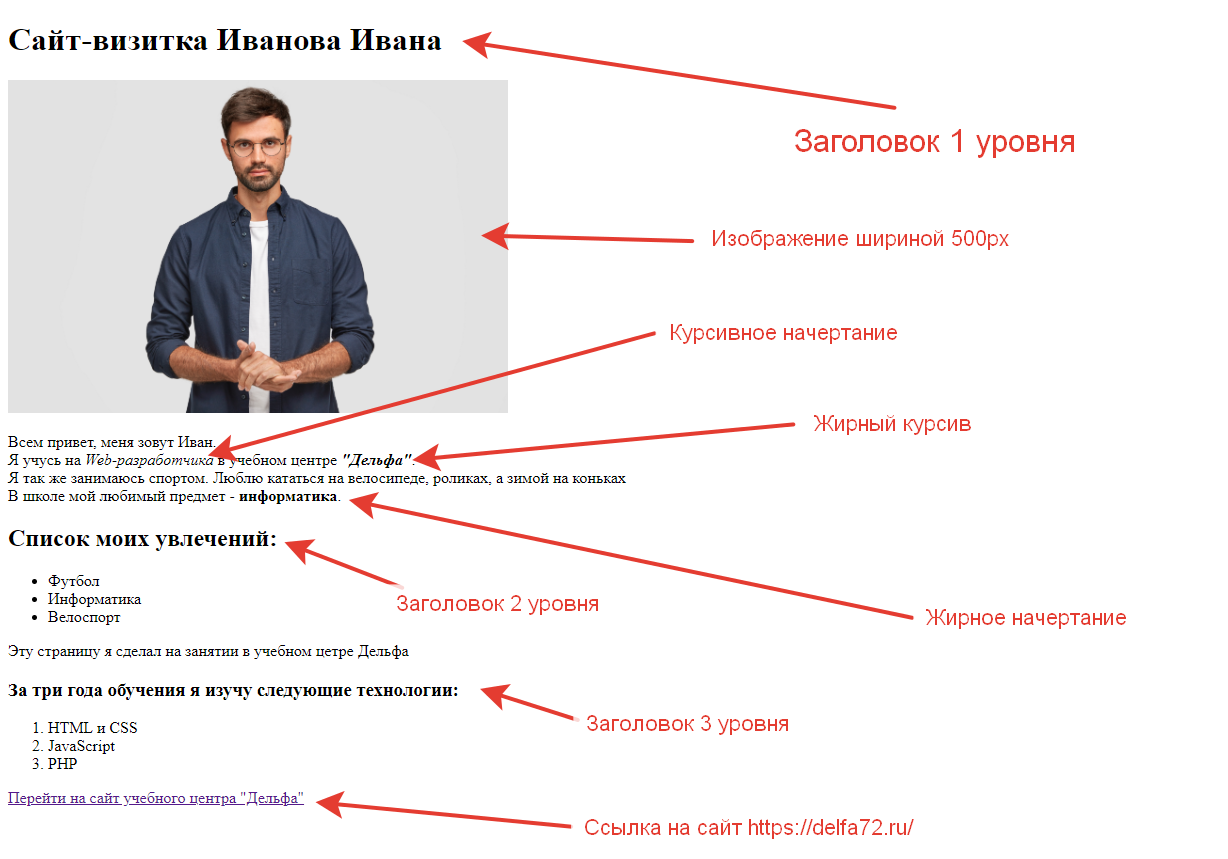 Сайт-визитка Иванова Ивана
Заголовок 1 уровня
Изображение шириной 500px
Курсивное начертание
Жирный курсив
Всем привет, меня зовут Иван.
Я учусь на Web-разработчика в учебном центре "Дельфа".
Я так же занимаюсь спортом. Люблю кататься на велосипеде, роликах, а зимой на коньках
В школе мой любимый предмет - информатика.
Список моих увлечений:
• Футбол
• Информатика
• Велоспорт
Заголовок 2 уровня
Жирное начертание
Эту страницу я сделал на занятии в учебном цетре Дельфа
За три года обучения я изучу следующие технологии:
Заголовок 3 уровня
1. HTML и CSS
2. JavaScript
3. PHP
Перейти на сайт учебного центра "Дельфа"
Ссылка на сайт https://delfa72.ru/